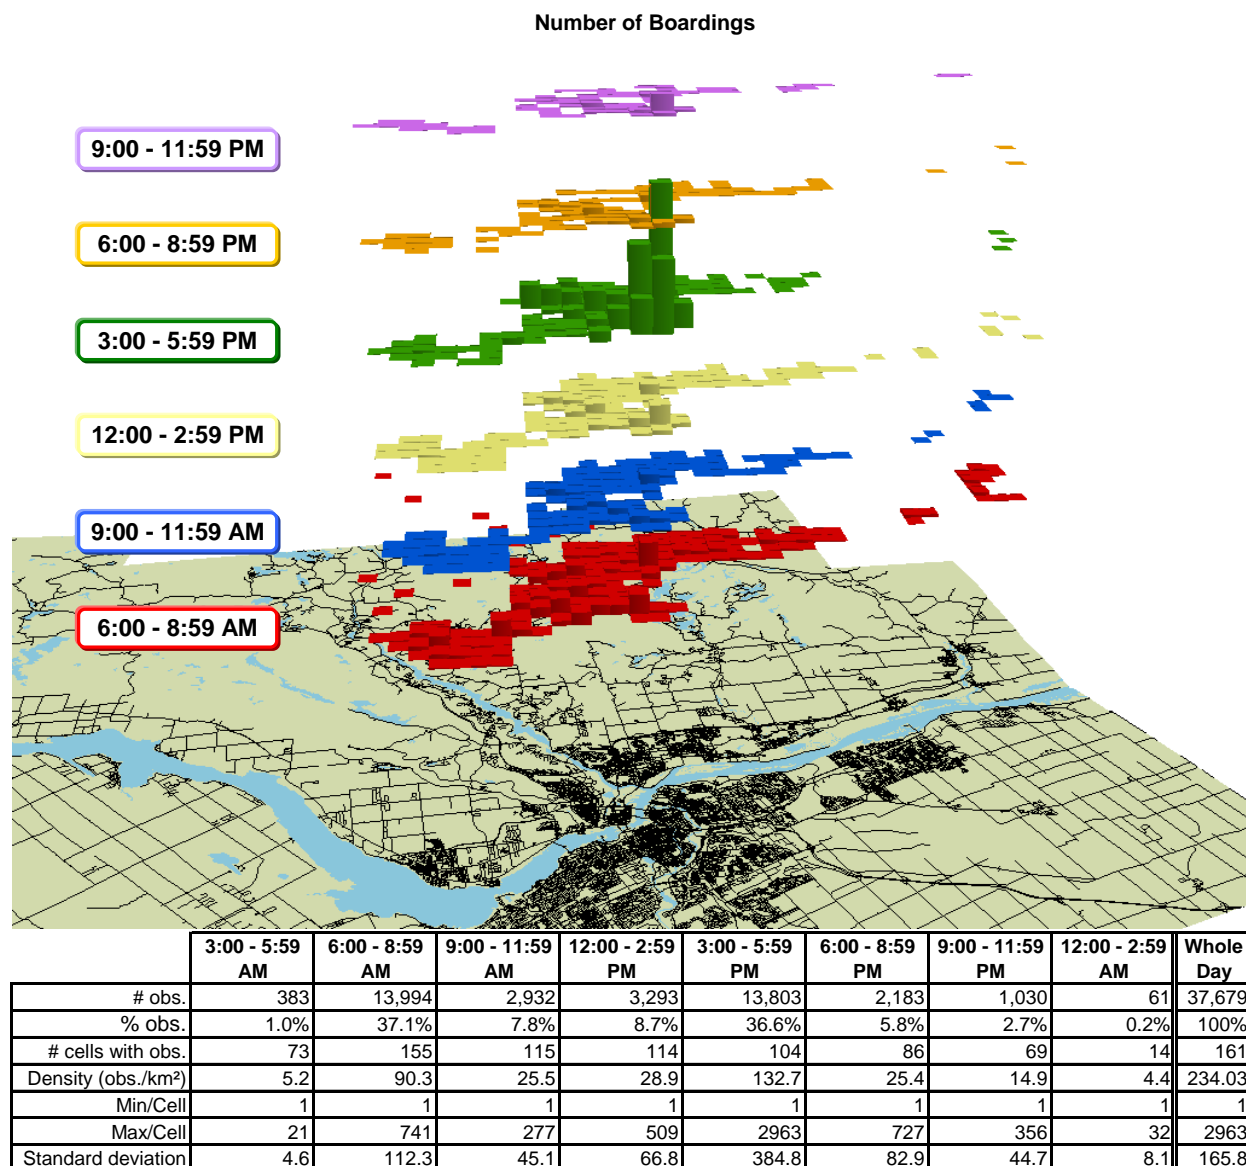 Number of Boardings
9:00 - 11:59 PM
6:00 - 8:59 PM
3:00 - 5:59 PM
12:00 - 2:59 PM
9:00 - 11:59 AM
6:00 - 8:59 AM
3:00 - 5:59 AM 6:00 - 8:59 AM 9:00 - 11:59 AM 12:00 - 2:59 PM 3:00 - 5:59 PM 6:00 - 8:59 PM 9:00 - 11:59 PM 12:00 - 2:59 AM Whole Day
# obs. 383 13,994 2,932 3,293 13,803 2,183 1,030 61 37,679
% obs. 1.0% 37.1% 7.8% 8.7% 36.6% 5.8% 2.7% 0.2% 100%
# cells with obs. 73 155 115 114 104 86 69 14 161
Density (obs./km²) 5.2 90.3 25.5 28.9 132.7 25.4 14.9 4.4 234.03
Min/Cell 1 1 1 1 1 1 1 1 1
Max/Cell 21 741 277 509 2963 727 356 32 2963
Standard deviation 4.6 112.3 45.1 66.8 384.8 82.9 44.7 8.1 165.8